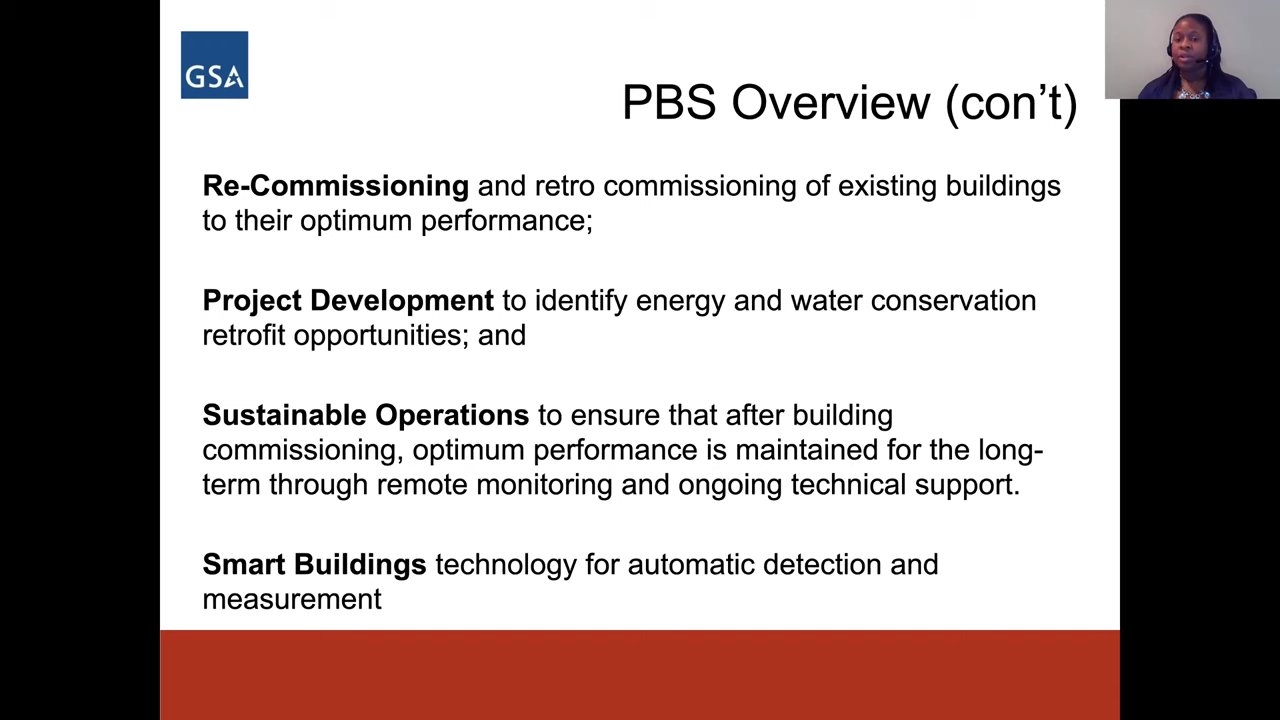 GSA
PBS Overview (con’t)
Re-Commissioning and retro commissioning of existing buildings
to their optimum performance;
Project Development to identify energy and water conservation
retrofit opportunities; and
Sustainable Operations to ensure that after building
commissioning, optimum performance is maintained for the long-
term through remote monitoring and ongoing technical support.
Smart Buildings technology for automatic detection and
measurement